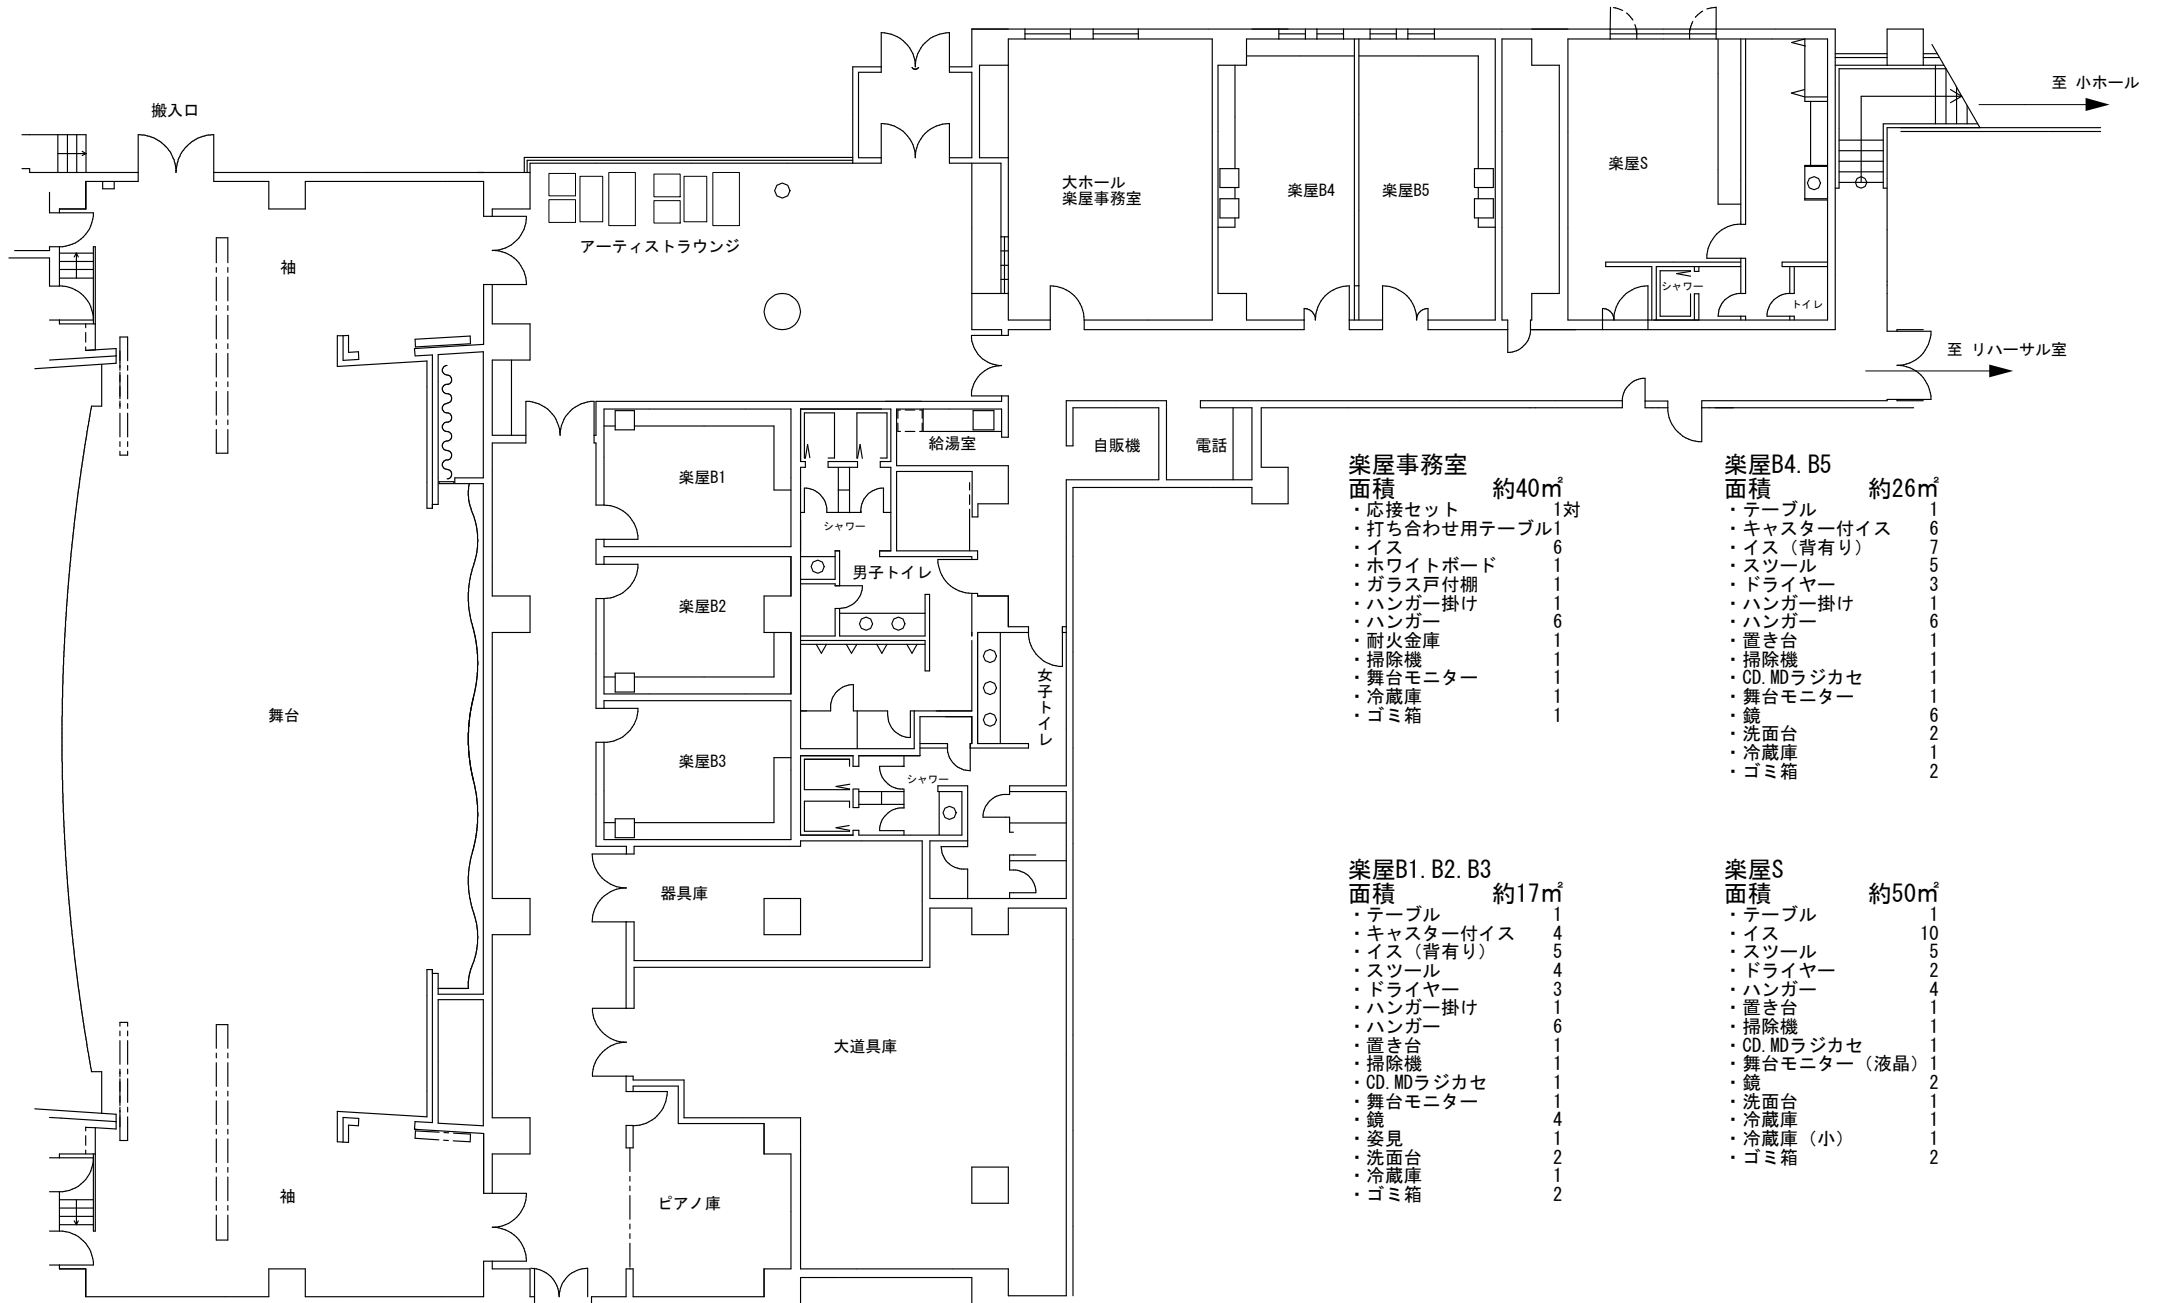 搬入口
至 小ホール
楽屋S
大ホール
楽屋事務室
楽屋B4
楽屋B5
アーティストラウンジ
袖
シャワー
トイレ
至 リハーサル室
給湯室
自販機
電話
楽屋B1
シャワー
男子トイレ
楽屋B2
女子トイレ
舞台
楽屋B3
シャワー
器具庫
大道具庫
袖
ピアノ庫
楽屋事務室
面積 約40㎡
・応接セット 1対
・打ち合わせ用テーブル1
・イス 6
・ホワイトボード 1
・ガラス戸付棚 1
・ハンガー掛け 1
・ハンガー 6
・耐火金庫 1
・掃除機 1
・舞台モニター 1
・冷蔵庫 1
・ゴミ箱 1
楽屋B4.B5
面積 約26㎡
・テーブル 1
・キャスター付イス 6
・イス（背有り） 7
・スツール 5
・ドライヤー 3
・ハンガー掛け 1
・ハンガー 6
・置き台 1
・掃除機 1
・CD.MDラジカセ 1
・舞台モニター 1
・鏡 6
・洗面台 2
・冷蔵庫 1
・ゴミ箱 2
楽屋B1.B2.B3
面積 約17㎡
・テーブル 1
・キャスター付イス 4
・イス（背有り） 5
・スツール 4
・ドライヤー 3
・ハンガー掛け 1
・ハンガー 6
・置き台 1
・掃除機 1
・CD.MDラジカセ 1
・舞台モニター 1
・鏡 4
・姿見 1
・洗面台 2
・冷蔵庫 1
・ゴミ箱 2
楽屋S
面積 約50㎡
・テーブル 1
・イス 10
・スツール 5
・ドライヤー 2
・ハンガー 4
・置き台 1
・掃除機 1
・CD.MDラジカセ 1
・舞台モニター（液晶） 1
・鏡 2
・洗面台 1
・冷蔵庫 1
・冷蔵庫（小） 1
・ゴミ箱 2